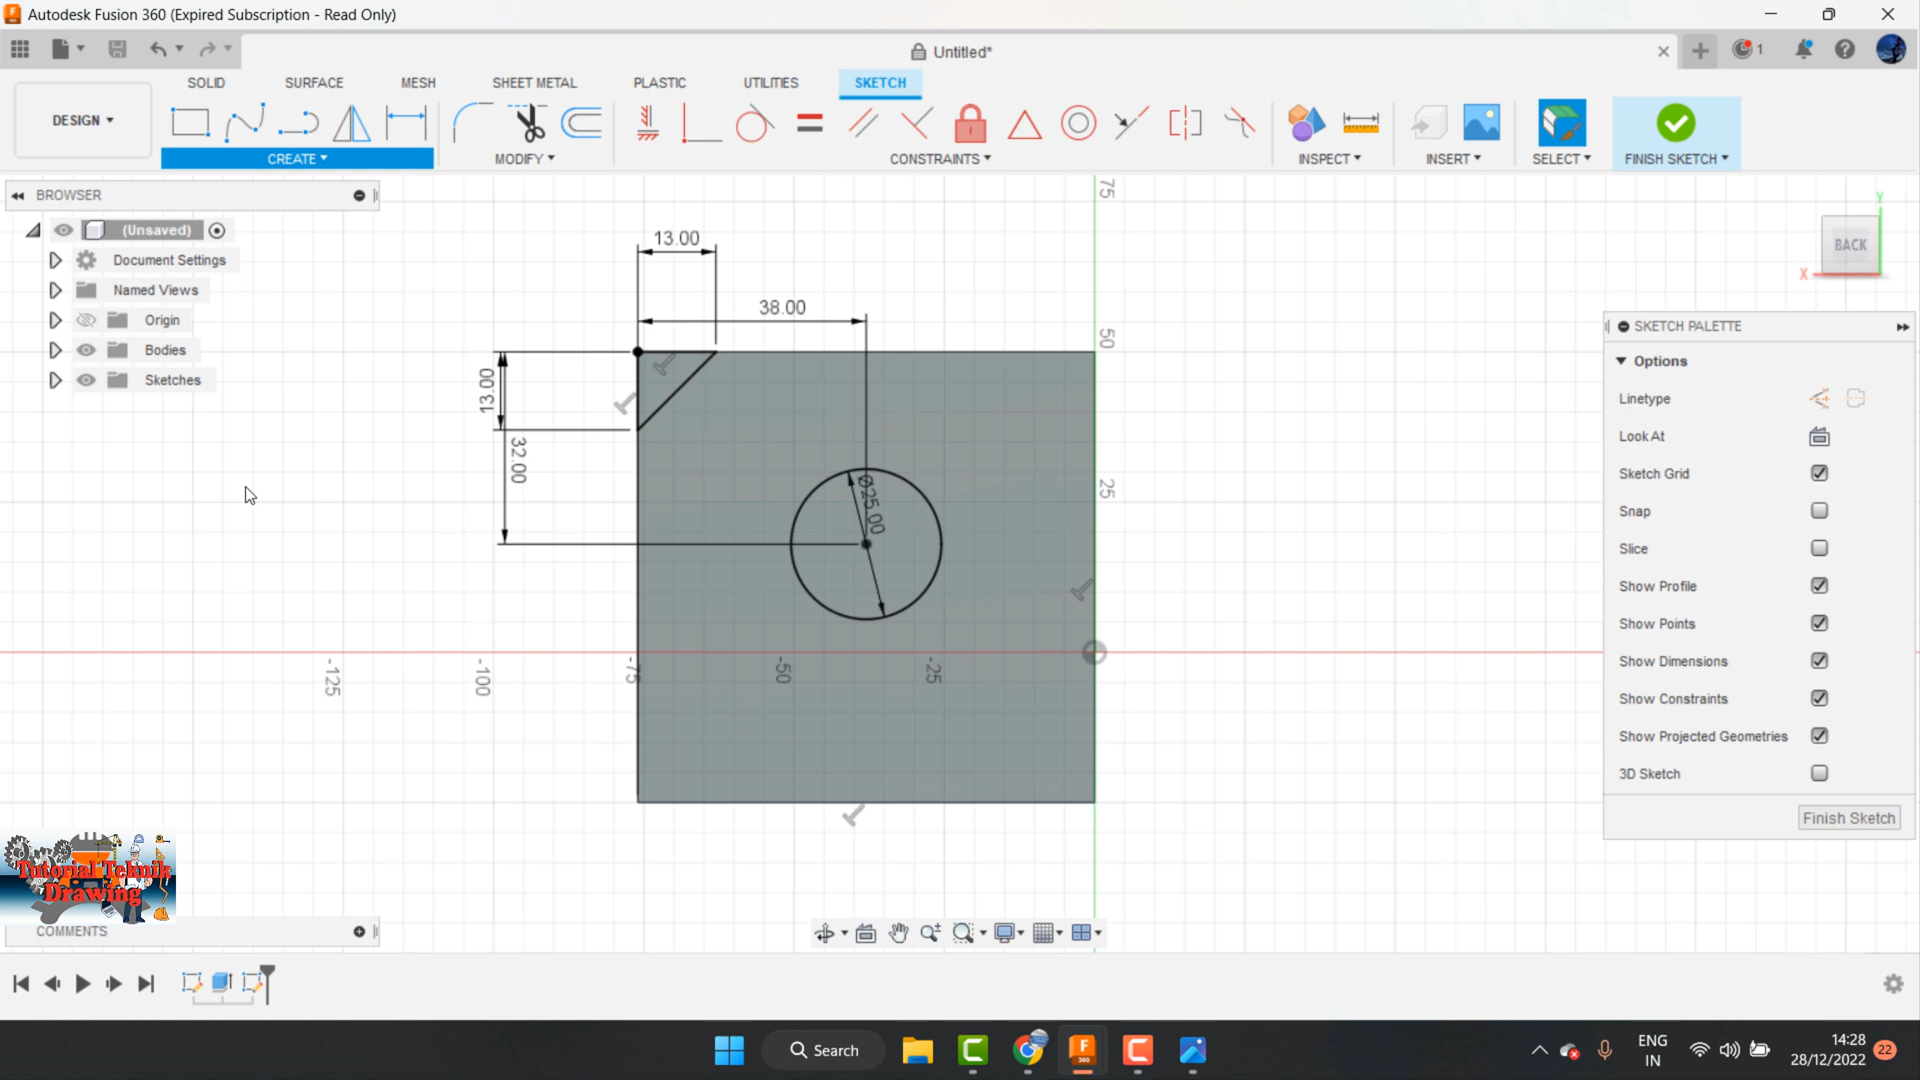 Autodesk Fusion 360 (Expired Subscription - Read Only)
Untitled*
1
SOLID
SURFACE
MESH
SHEET METAL
PLASTIC
UTILITIES
SKETCH
DESIGN
CREATE
MODIFY
CONSTRAINTS
INSPECT
INSERT
SELECT
FINISH SKETCH
BROWSER
(Unsaved)
Document Settings
Named Views
Origin
Bodies
Sketches
75
50
25
-125
-100
-75
-50
-25
13.00
38.00
13.00
32.00
Ø25.00
Y
BACK
X
SKETCH PALETTE
Options
Linetype
Look At
Sketch Grid
Snap
Slice
Show Profile
Show Points
Show Dimensions
Show Constraints
Show Projected Geometries
3D Sketch
Finish Sketch
Tutorial Teknik
Drawing
COMMENTS
Search
F
360
ENG
IN
14:28
28/12/2022
22